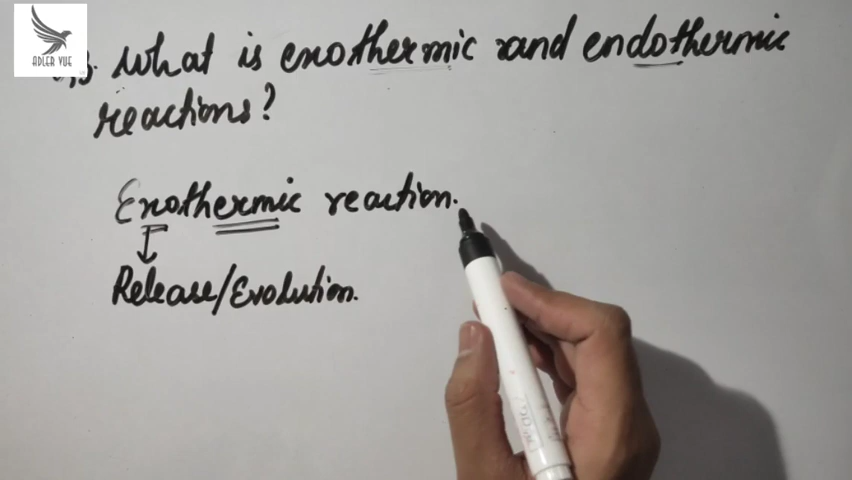 ADLER VUE
What is exothermic and endothermic
reactions?
Exothermic reaction.
Release/Evolution.